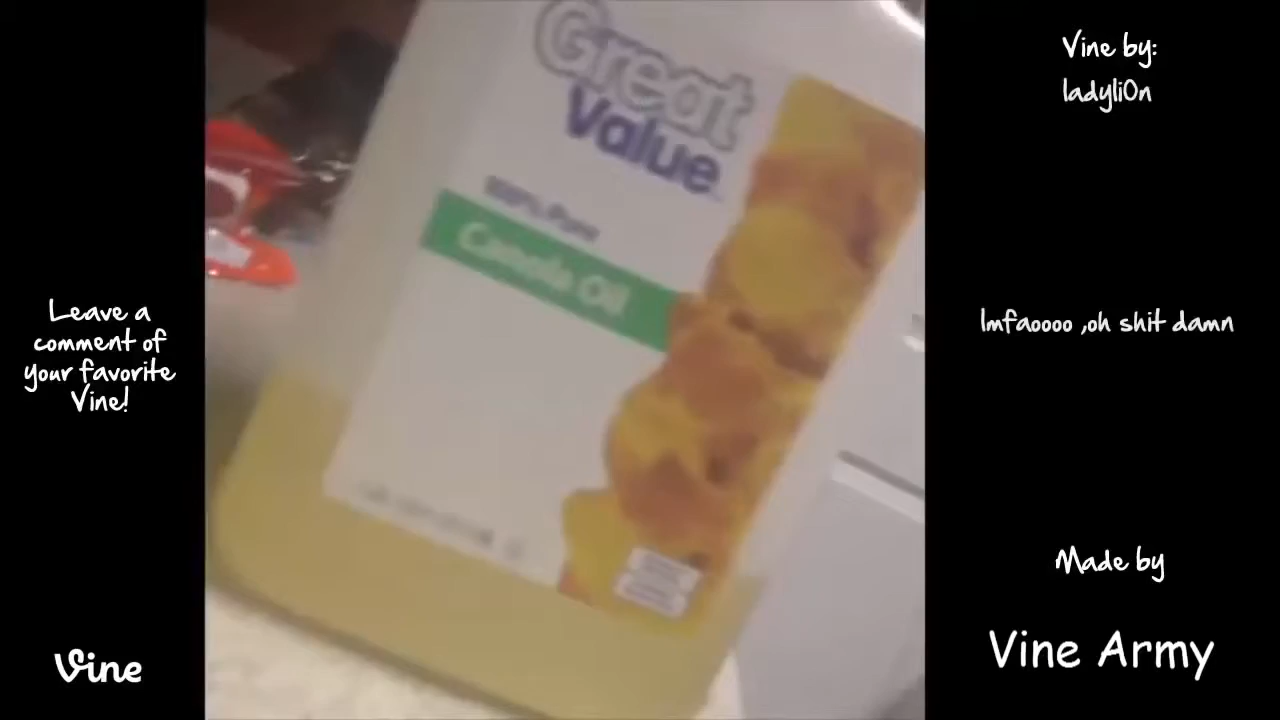 Vine by:
ladyli0n
Great
Value
100% Pure
Canola Oil
Leave a
comment of
your favorite
Vine!
lmfaoooo ,oh shit damn
Made by
Vine Army
Vine